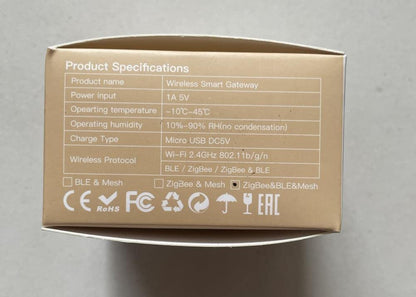 Product Specifications
Product name Wireless Smart Gateway
Power input 1A 5V
Opearting temperature -10℃~45℃
Operating humidity 10%~90% RH(no condensation)
Charge Type Micro USB DC5V
Wireless Protocol Wi-Fi 2.4GHz 802.11b/g/n
BLE / ZigBee / ZigBee & BLE
BLE & Mesh ZigBee & Mesh ZigBee&BLE&Mesh
CE RoHS FC EAC